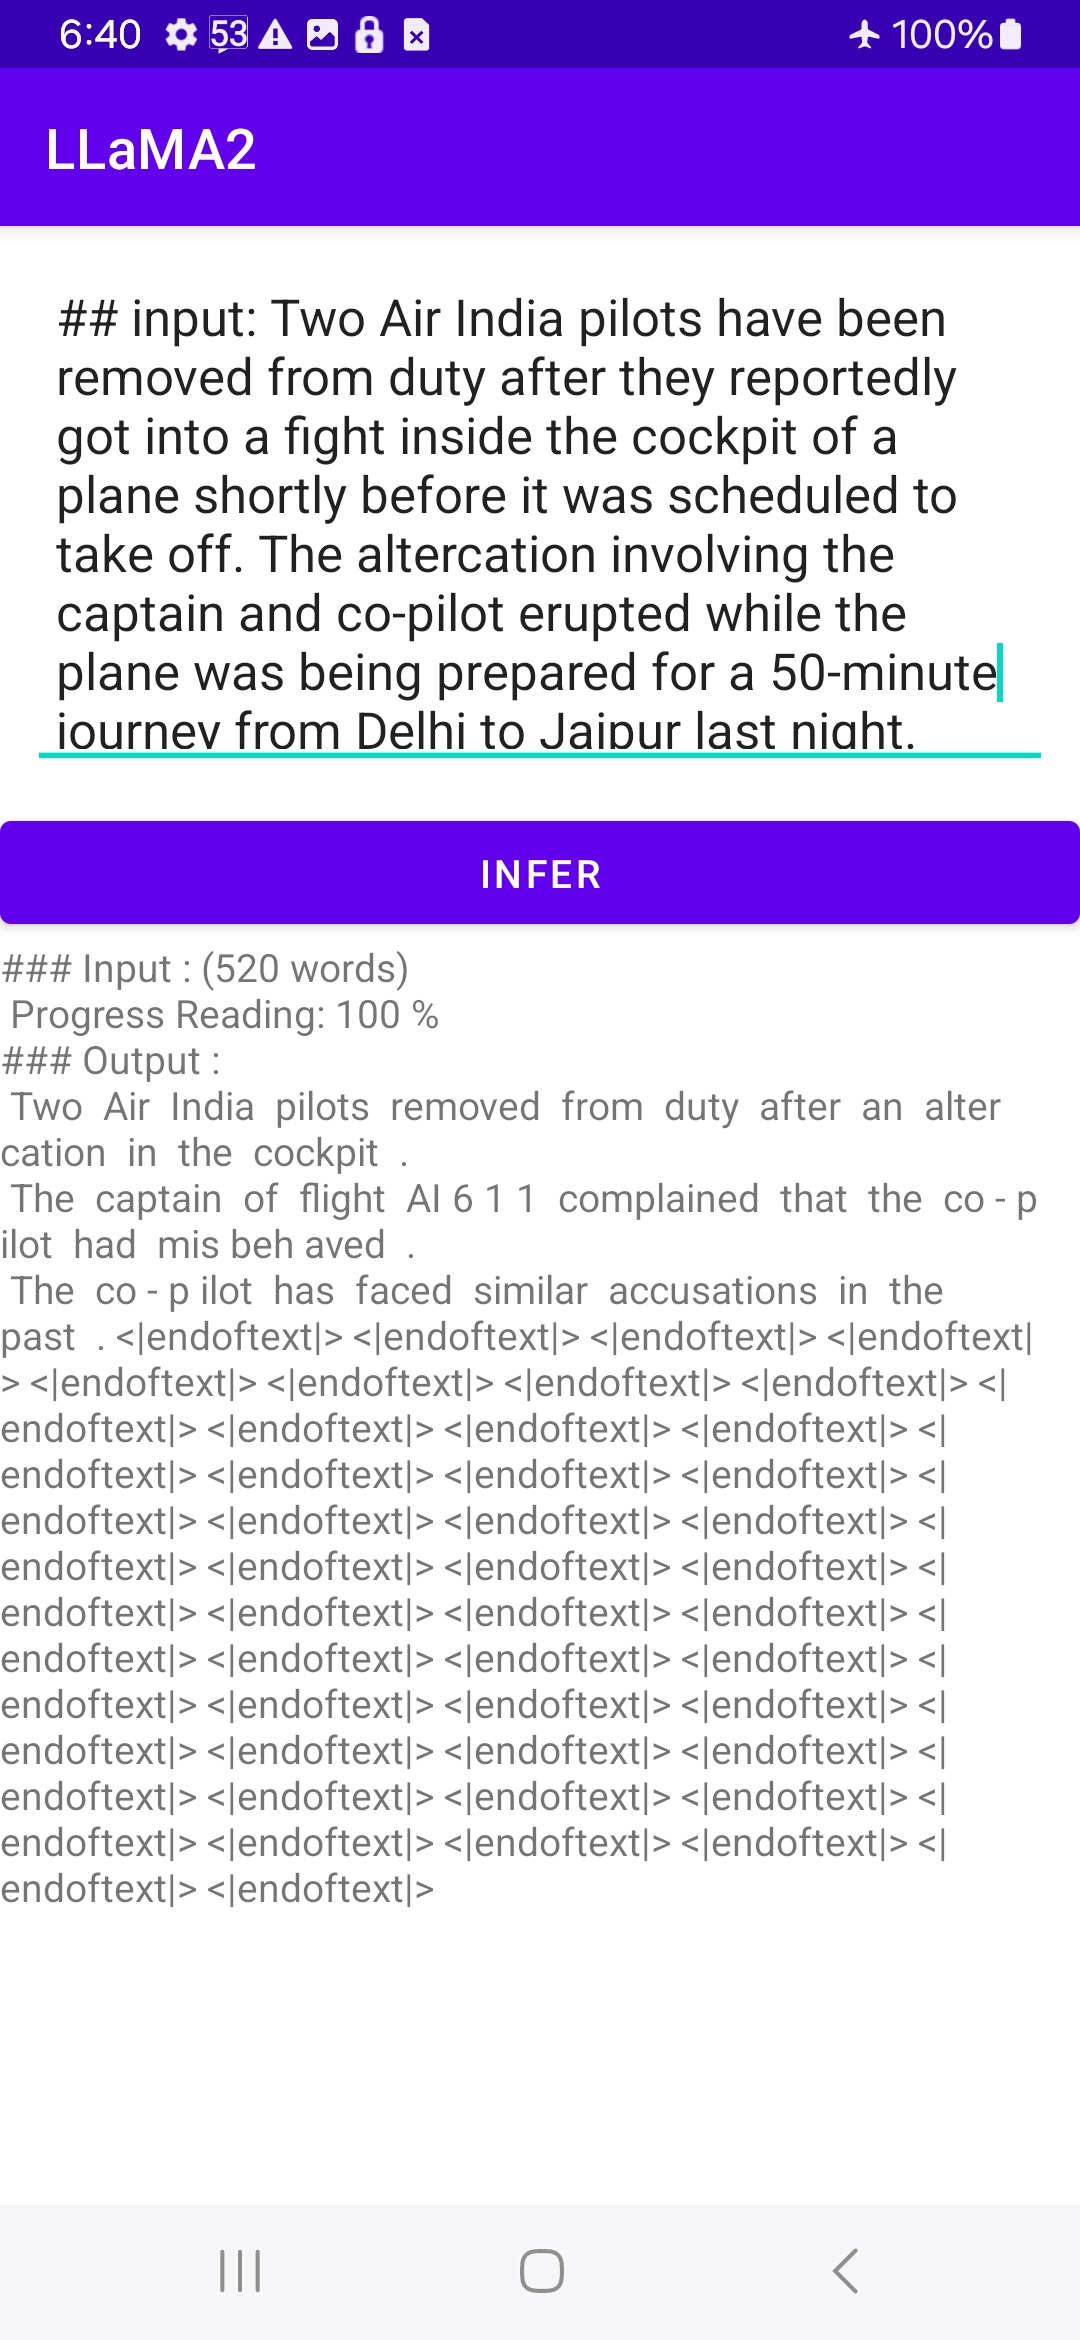 6:40 53 100%
LLaMA2
## input: Two Air India pilots have been
removed from duty after they reportedly
got into a fight inside the cockpit of a
plane shortly before it was scheduled to
take off. The altercation involving the
captain and co-pilot erupted while the
plane was being prepared for a 50-minute
journey from Delhi to Jaipur last night.
INFER
### Input : (520 words)
Progress Reading: 100 %
### Output :
Two Air India pilots removed from duty after an alter
cation in the cockpit .
The captain of flight AI 6 1 1 complained that the co - p
ilot had mis beh aved .
The co - p ilot has faced similar accusations in the
past . <|endoftext|> <|endoftext|> <|endoftext|> <|endoftext|
> <|endoftext|> <|endoftext|> <|endoftext|> <|endoftext|> <|
endoftext|> <|endoftext|> <|endoftext|> <|endoftext|> <|
endoftext|> <|endoftext|> <|endoftext|> <|endoftext|> <|
endoftext|> <|endoftext|> <|endoftext|> <|endoftext|> <|
endoftext|> <|endoftext|> <|endoftext|> <|endoftext|> <|
endoftext|> <|endoftext|> <|endoftext|> <|endoftext|> <|
endoftext|> <|endoftext|> <|endoftext|> <|endoftext|> <|
endoftext|> <|endoftext|> <|endoftext|> <|endoftext|> <|
endoftext|> <|endoftext|> <|endoftext|> <|endoftext|> <|
endoftext|> <|endoftext|> <|endoftext|> <|endoftext|> <|
endoftext|> <|endoftext|> <|endoftext|> <|endoftext|> <|
endoftext|> <|endoftext|>